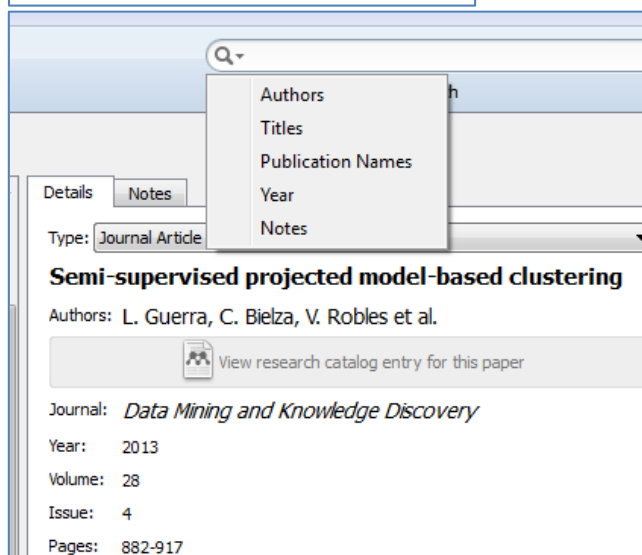 Authors
h
Titles
Publication Names
Year
Notes
Details
Notes
Type: Journal Article
Semi-supervised projected model-based clustering
Authors: L. Guerra, C. Bielza, V. Robles et al.
View research catalog entry for this paper
Journal: Data Mining and Knowledge Discovery
Year: 2013
Volume: 28
Issue: 4
Pages: 882-917